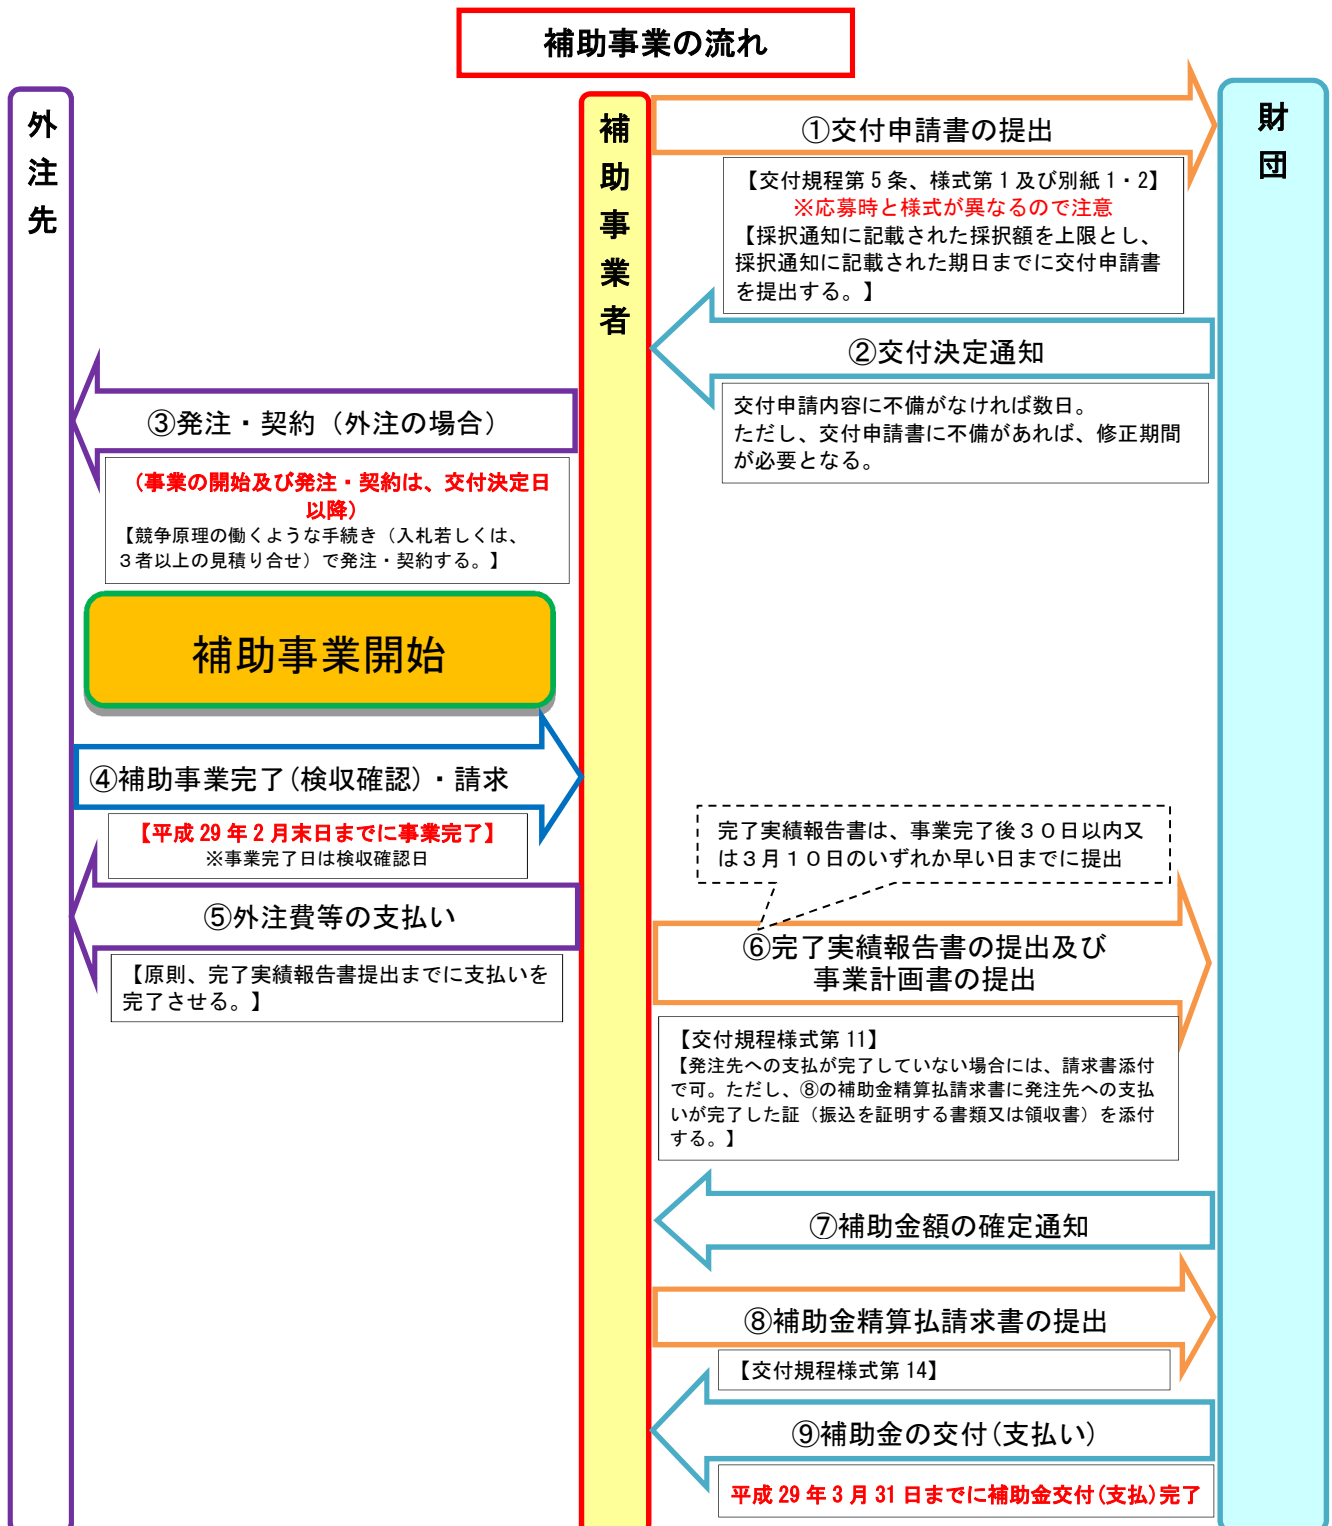 補助事業の流れ
外注先
補助事業者
財団
①交付申請書の提出
【交付規程第5条、様式第1及び別紙1・2】
※応募時と様式が異なるので注意
【採択通知に記載された採択額を上限とし、
採択通知に記載された期日までに交付申請書
を提出する。】
②交付決定通知
交付申請内容に不備がなければ数日。
ただし、交付申請書に不備があれば、修正期間
が必要となる。
③発注・契約（外注の場合）
（事業の開始及び発注・契約は、交付決定日
以降）
【競争原理の働くような手続き（入札若しくは、
３者以上の見積り合せ）で発注・契約する。】
補助事業開始
④補助事業完了(検収確認)・請求
【平成29年2月末日までに事業完了】
※事業完了日は検収確認日
⑤外注費等の支払い
【原則、完了実績報告書提出までに支払いを
完了させる。】
完了実績報告書は、事業完了後３０日以内又
は３月１０日のいずれか早い日までに提出
⑥完了実績報告書の提出及び
事業計画書の提出
【交付規程様式第11】
【発注先への支払が完了していない場合には、請求書添付
で可。ただし、⑧の補助金精算払請求書に発注先への支払
いが完了した証（振込を証明する書類又は領収書）を添付
する。】
⑦補助金額の確定通知
⑧補助金精算払請求書の提出
【交付規程様式第14】
⑨補助金の交付(支払い)
平成29年3月31日までに補助金交付(支払)完了